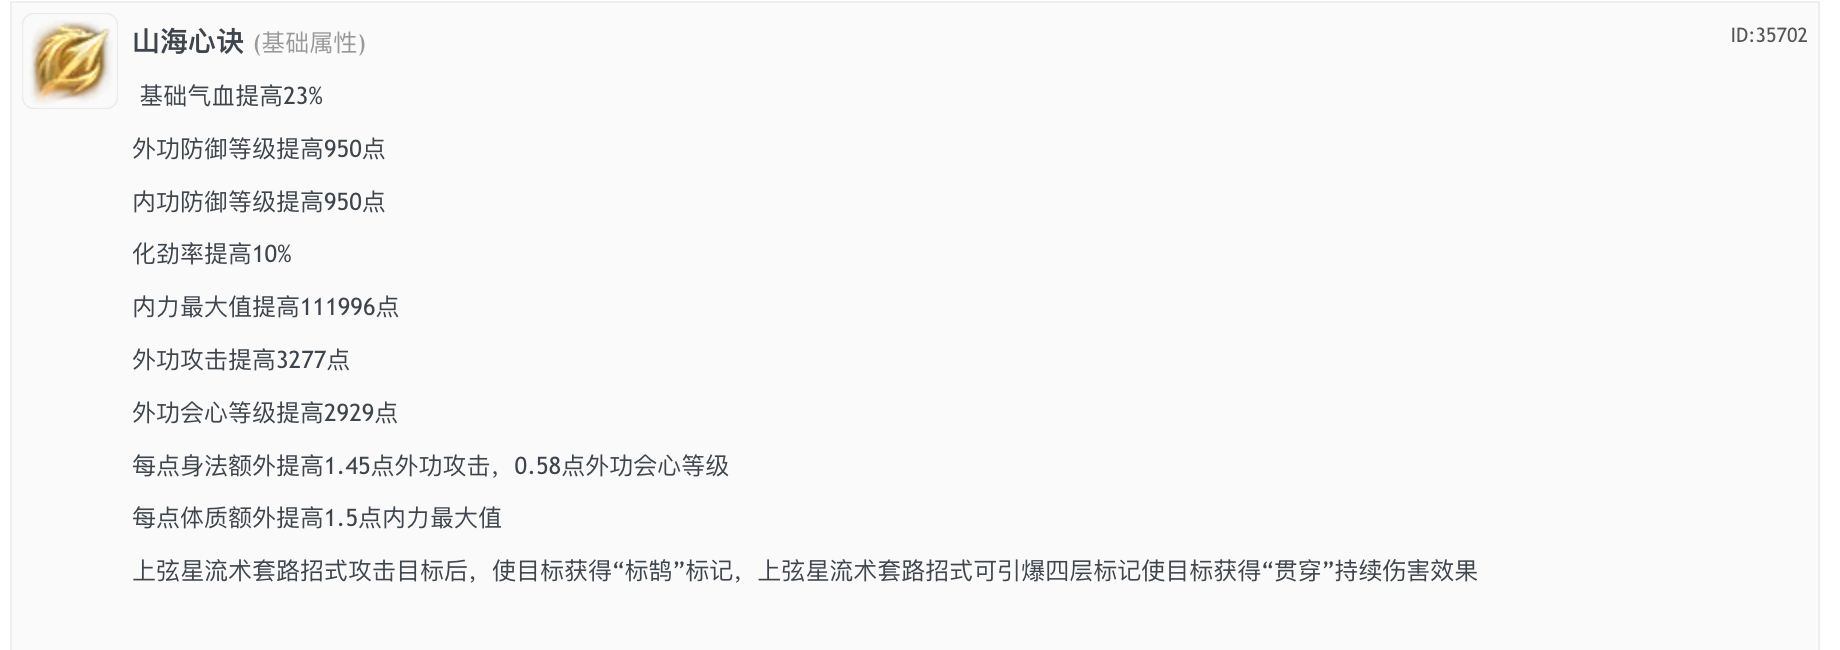 山海心诀 (基础属性)
ID:35702
基础气血提高23%
外功防御等级提高950点
内功防御等级提高950点
化劲率提高10%
内力最大值提高111996点
外功攻击提高3277点
外功会心等级提高2929点
每点身法额外提高1.45点外功攻击，0.58点外功会心等级
每点体质额外提高1.5点内力最大值
上弦星流术套路招式攻击目标后，使目标获得“标鹄”标记，上弦星流术套路招式可引爆四层标记使目标获得“贯穿”持续伤害效果